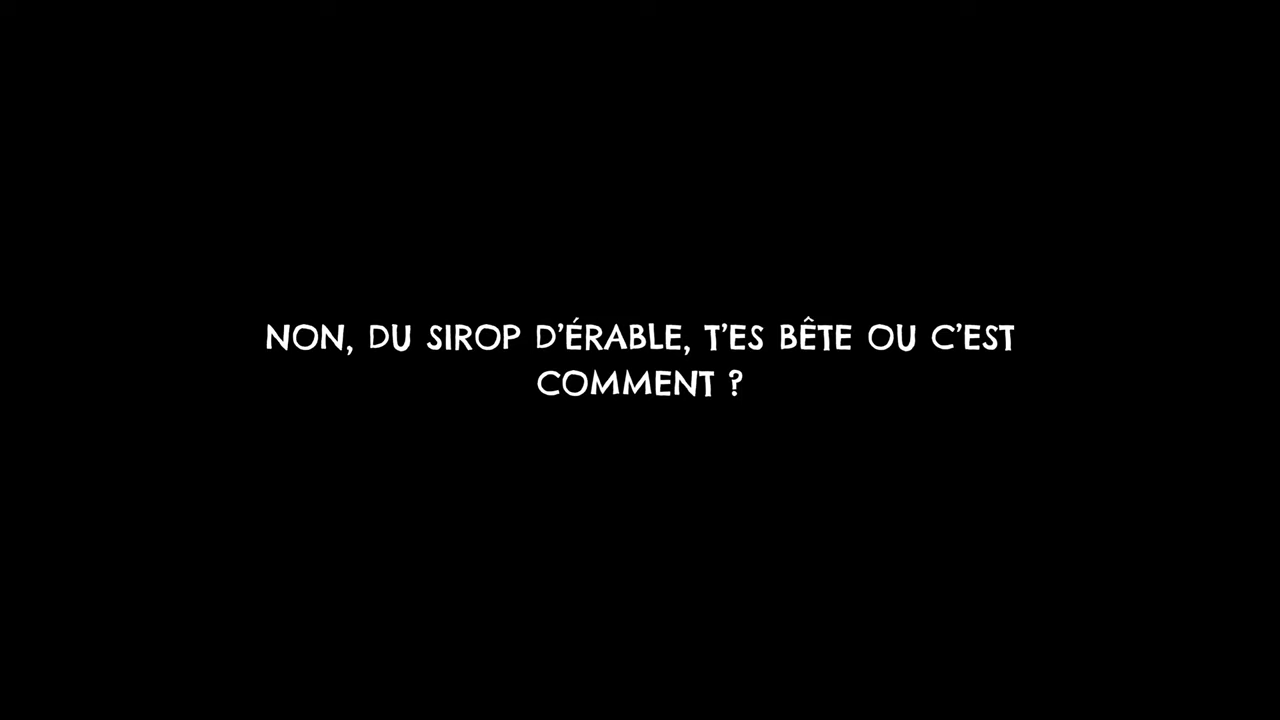 NON, DU SIROP D’ÉRABLE, T’ES BÊTE OU C’EST
COMMENT ?